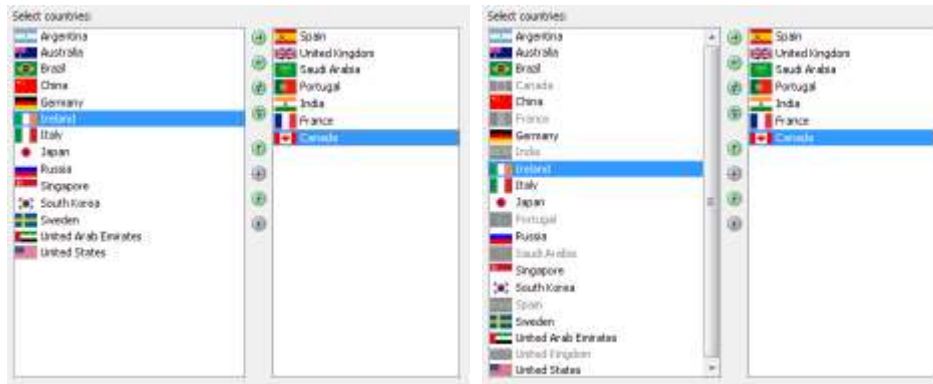 Select countries:
Argentina
Australia
Brazil
China
Germany
Ireland
Italy
Japan
Russia
Singapore
South Korea
Sweden
United Arab Emirates
United States
Spain
United Kingdom
Saudi Arabia
Portugal
India
France
Canada
Select countries:
Argentina
Australia
Brazil
Canada
China
France
Germany
India
Ireland
Italy
Japan
Portugal
Russia
Saudi Arabia
Singapore
South Korea
Spain
Sweden
United Arab Emirates
United Kingdom
United States
Spain
United Kingdom
Saudi Arabia
Portugal
India
France
Canada